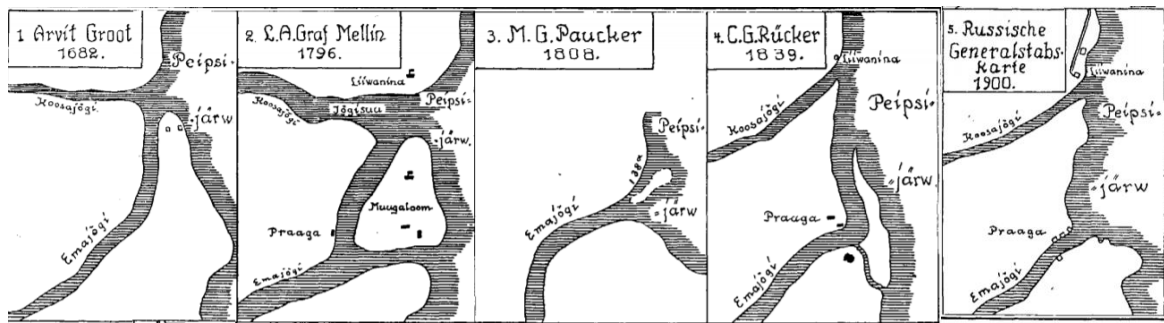 1 Arvit Groot
1682.
Peipsi-
järw
Koosajõgi
Emajõgi
2. L.A. Graf Mellin
1796.
Liiwanina
Koosajõgi
Jõgisuu
Peipsi-
järw.
Muugaloom
Praaga
Emajõgi
3. M.G. Paucker
1808.
Peipsi-
järw
Emajõgi
4. C.G. Rücker
1839.
Liiwanina
Koosajõgi
Peipsi-
järw
Praaga
Emajõgi
5. Russische
Generalstabs-
Karte
1900.
Liiwanina
Koosajõgi
Peipsi-
järw
Praaga
Emajõgi